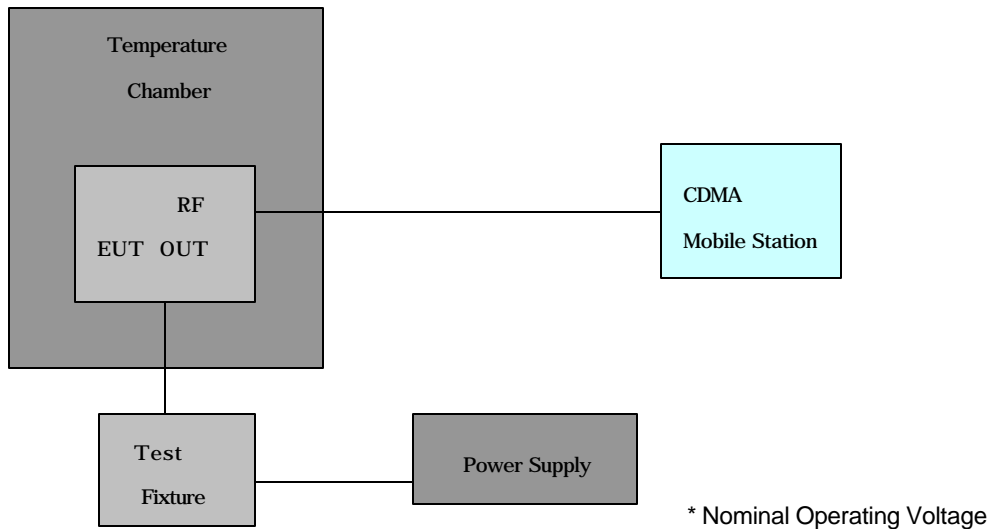 Temperature
Chamber
RF
EUT OUT
CDMA
Mobile Station
Test
Fixture
Power Supply
* Nominal Operating Voltage